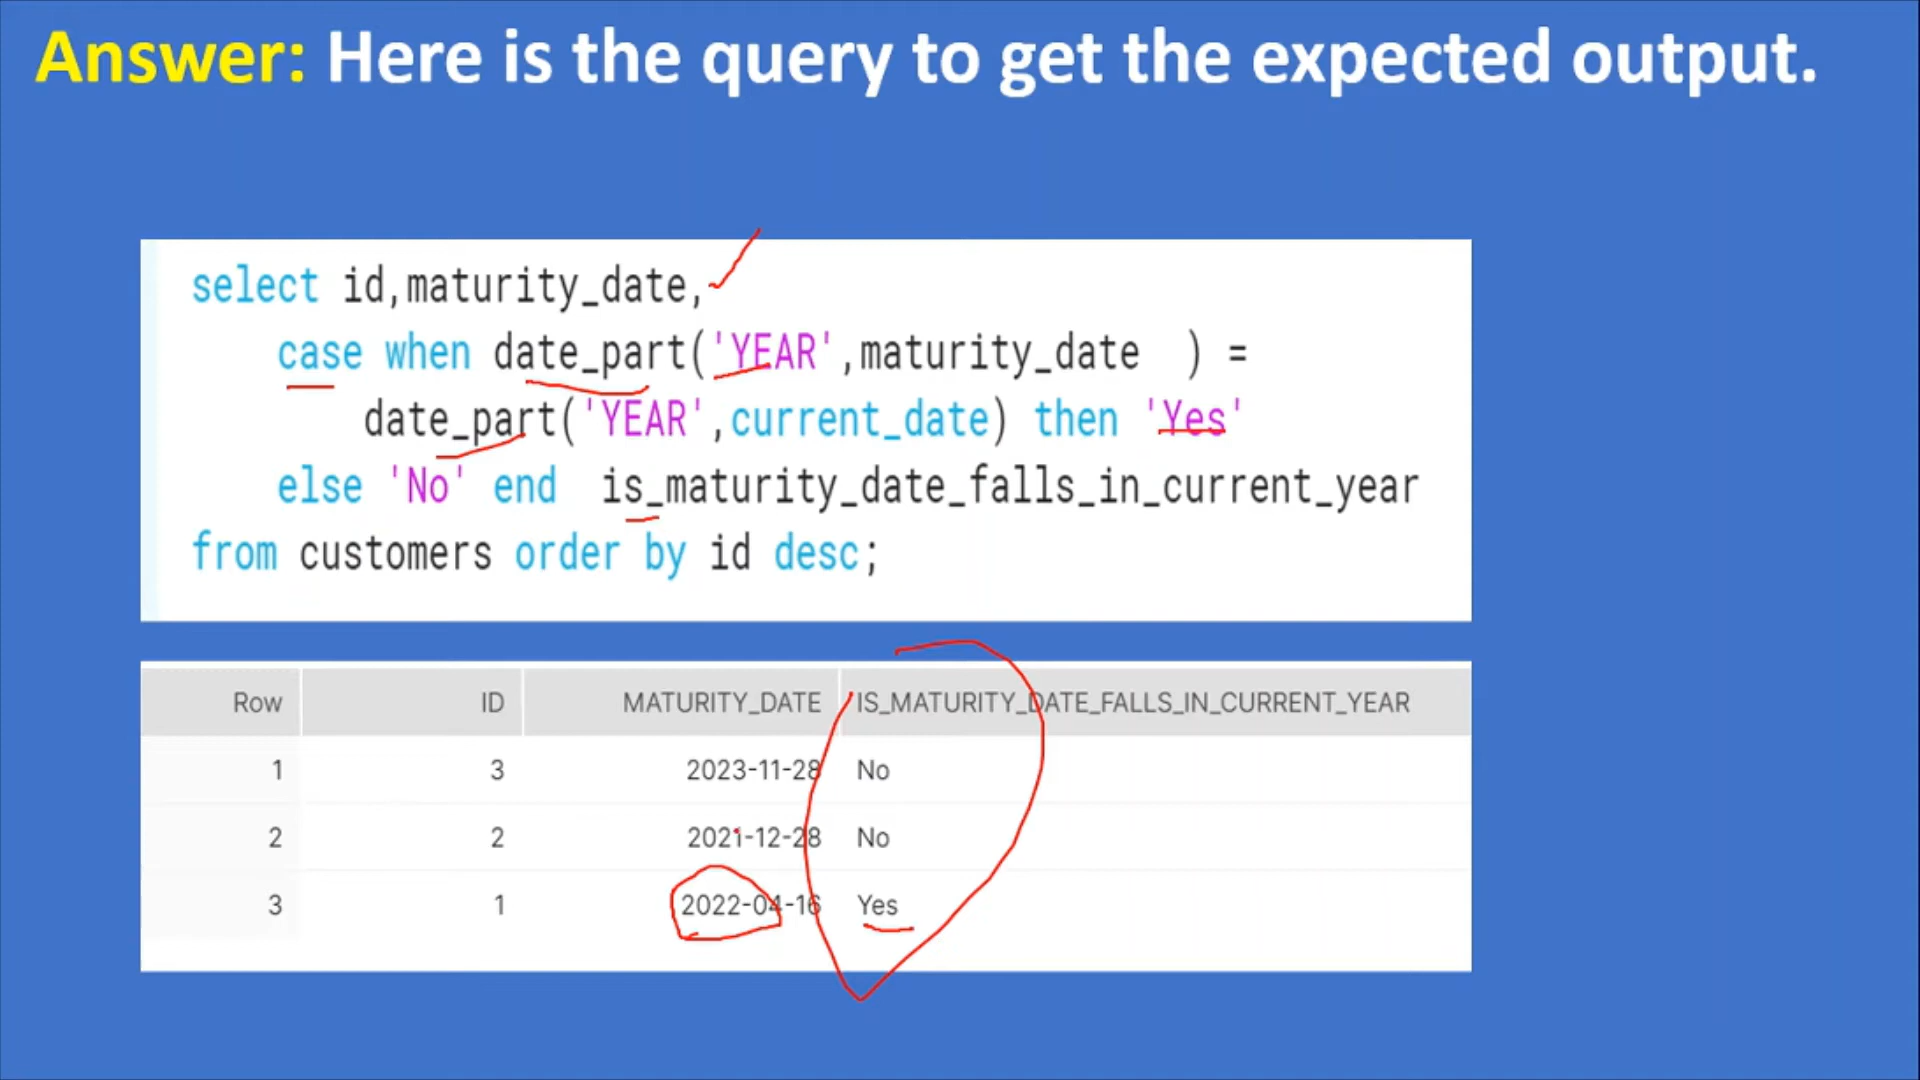 Answer: Here is the query to get the expected output.
select id,maturity_date,
case when date_part('YEAR',maturity_date  ) =
date_part('YEAR',current_date) then 'Yes'
else 'No' end  is_maturity_date_falls_in_current_year
from customers order by id desc;
Row ID MATURITY_DATE IS_MATURITY_DATE_FALLS_IN_CURRENT_YEAR
1 3 2023-11-28 No
2 2 2021-12-28 No
3 1 2022-04-16 Yes